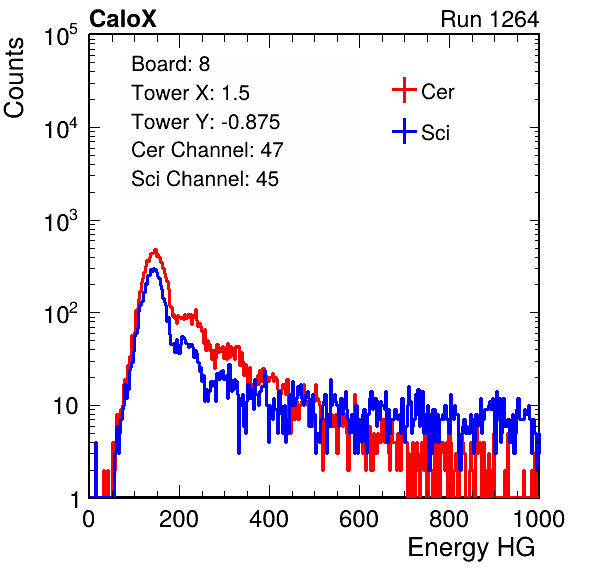 CaloX Run 1264
Counts
10^5
10^4
10^3
10^2
10
1
Board: 8
Tower X: 1.5
Tower Y: -0.875
Cer Channel: 47
Sci Channel: 45
Cer
Sci
0 200 400 600 800 1000
Energy HG